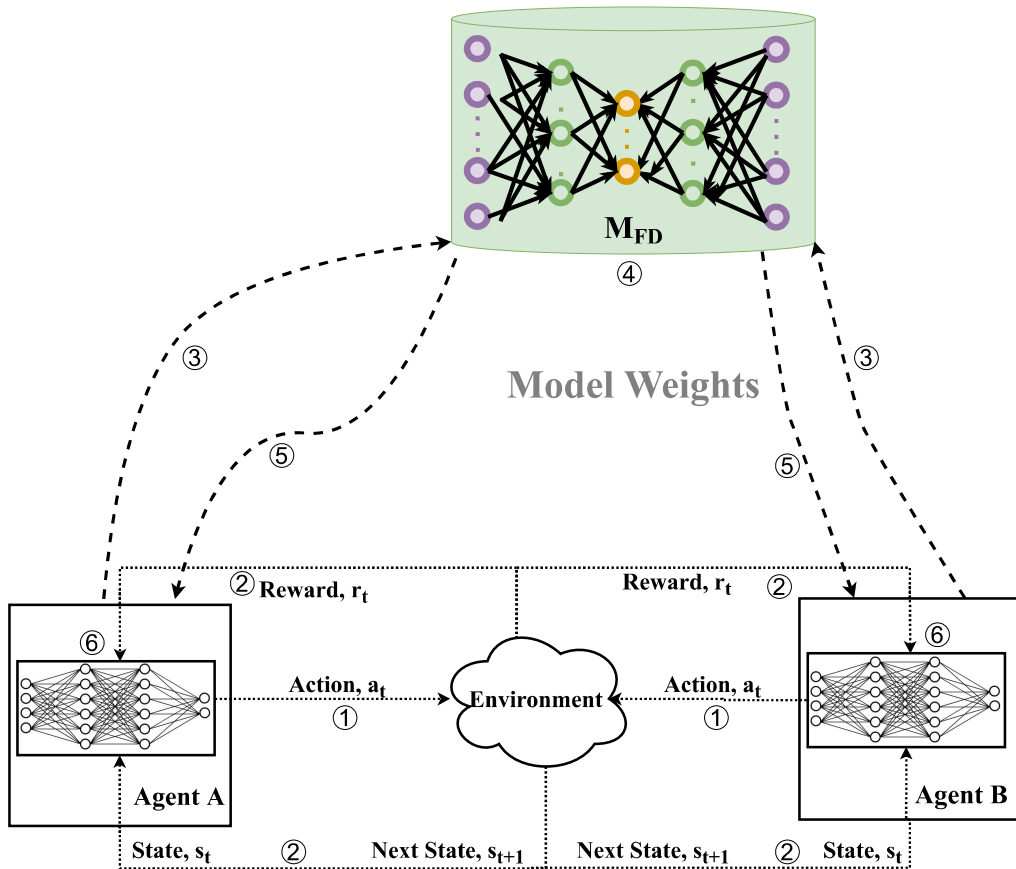 M_FD
④
③
③
Model Weights
⑤
⑤
②
Reward, r_t
Reward, r_t
②
⑥
⑥
Action, a_t
①
Environment
Action, a_t
①
Agent A
Agent B
State, s_t
②
Next State, s_t+1
Next State, s_t+1
②
State, s_t